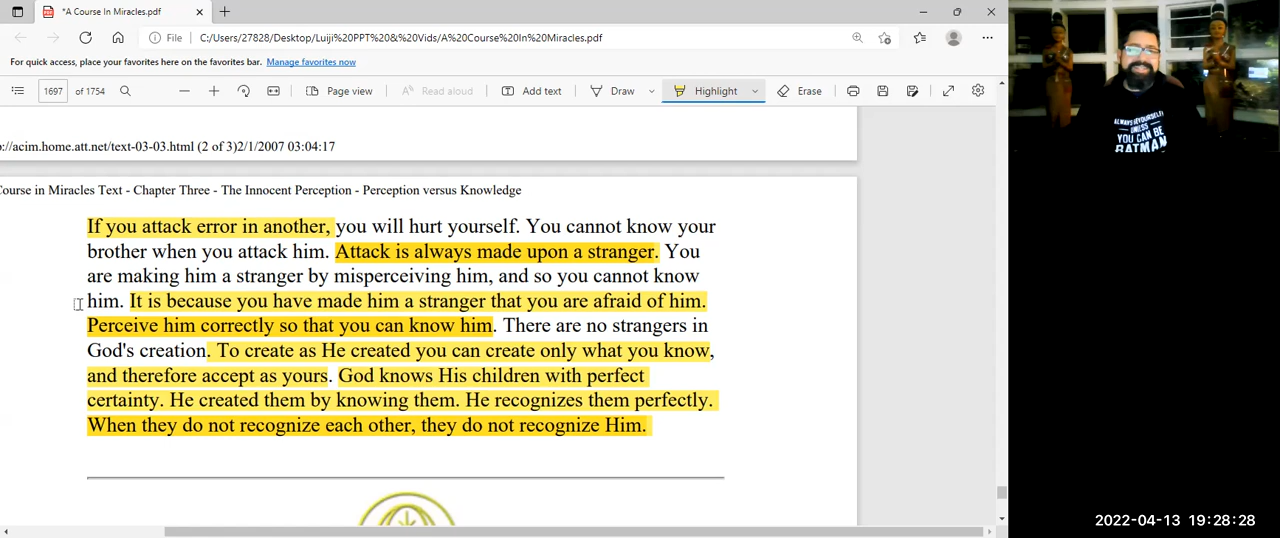 *A Course In Miracles.pdf
File
C:/Users/27828/Desktop/Luiji%20PPT%20&%20Vids/A%20Course%20In%20Miracles.pdf
For quick access, place your favorites here on the favorites bar. Manage favorites now
1697 of 1754
Page view
Read aloud
Add text
Draw
Highlight
Erase
p://acim.home.att.net/text-03-03.html (2 of 3)2/1/2007 03:04:17
Course in Miracles Text - Chapter Three - The Innocent Perception - Perception versus Knowledge
If you attack error in another, you will hurt yourself. You cannot know your
brother when you attack him. Attack is always made upon a stranger. You
are making him a stranger by misperceiving him, and so you cannot know
him. It is because you have made him a stranger that you are afraid of him.
Perceive him correctly so that you can know him. There are no strangers in
God's creation. To create as He created you can create only what you know,
and therefore accept as yours. God knows His children with perfect
certainty. He created them by knowing them. He recognizes them perfectly.
When they do not recognize each other, they do not recognize Him.
ALWAYS BE YOURSELF!
UNLESS
YOU CAN BE
BATMAN
2022-04-13 19:28:28